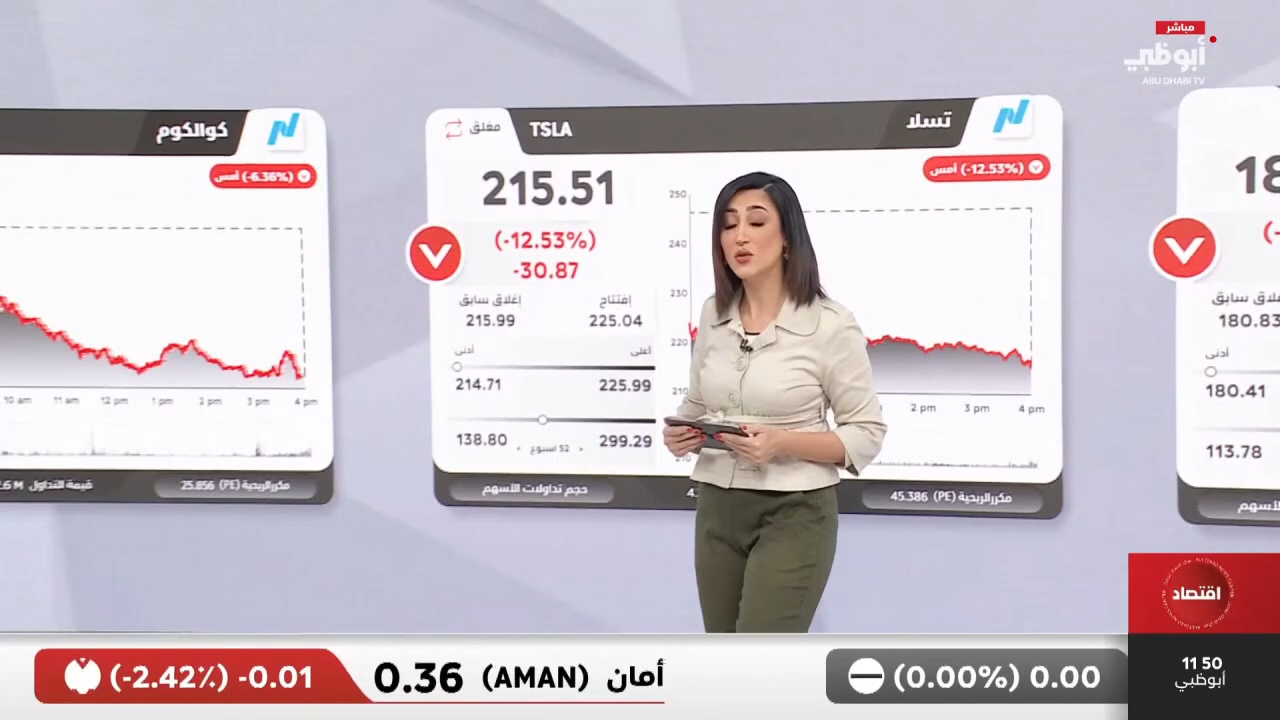 مباشر
أبوظبي
ABU DHABI TV
كوالكوم
أمس (-6.36%)
10 am 11 am 12 pm 1 pm 2 pm 3 pm 4 pm
قيمة التداول
مكرر الربحية (PE) 25.856
مغلق
TSLA
تسلا
أمس (-12.53%)
215.51
(-12.53%)
-30.87
إغلاق سابق
إفتتاح
215.99
225.04
أدنى
أعلى
214.71
225.99
138.80
52 اسبوع
299.29
250
240
230
220
210
2 pm 3 pm 4 pm
حجم تداولات الأسهم
مكرر الربحية (PE) 45.386
180.83
أدنى
180.41
113.78
اقتصاد
11 50
أبوظبي
(-2.42٪) -0.01
أمان (AMAN) 0.36
(0.00%) 0.00